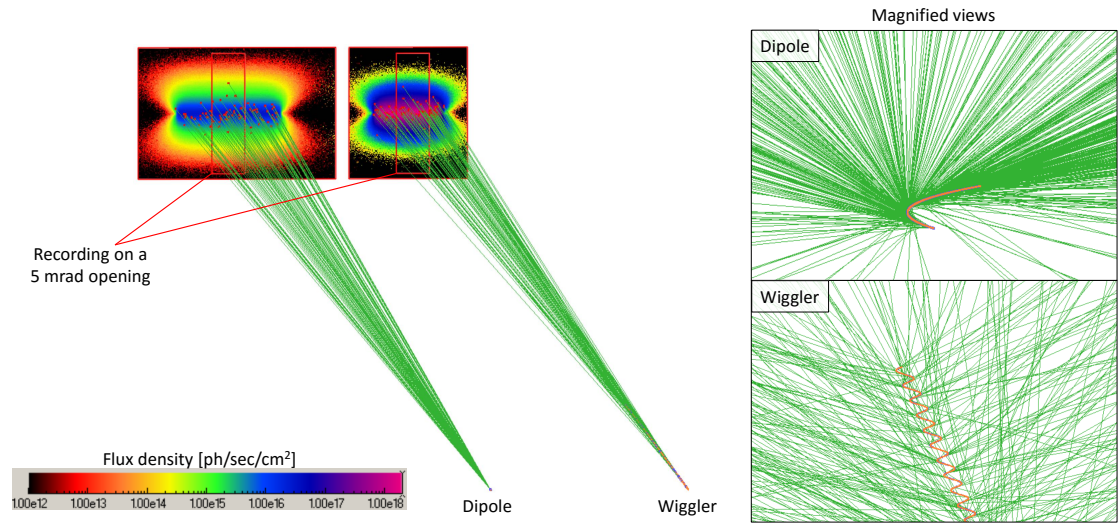 Magnified views
Dipole
Recording on a
5 mrad opening
Wiggler
Flux density [ph/sec/cm²]
1.00e12 1.00e13 1.00e14 1.00e15 1.00e16 1.00e17 1.00e18
Dipole
Wiggler